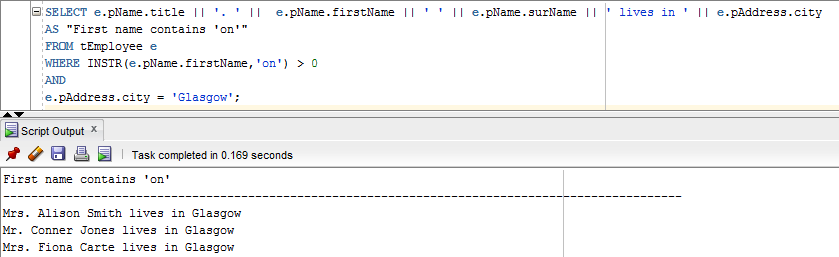 SELECT e.pName.title || '. ' ||  e.pName.firstName || ' ' || e.pName.surName || ' lives in ' || e.pAddress.city
AS "First name contains 'on'"
FROM tEmployee e
WHERE INSTR(e.pName.firstName,'on') > 0
AND
e.pAddress.city = 'Glasgow';
Script Output x
Task completed in 0.169 seconds
First name contains 'on'
--------------------------------------------------------------------------------------------------
Mrs. Alison Smith lives in Glasgow
Mr. Conner Jones lives in Glasgow
Mrs. Fiona Carte lives in Glasgow